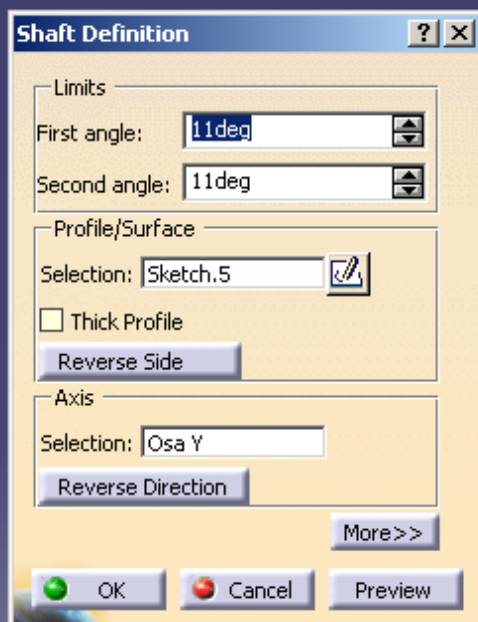 Shaft Definition
Limits
First angle: 11deg
Second angle: 11deg
Profile/Surface
Selection: Sketch.5
Thick Profile
Reverse Side
Axis
Selection: Osa Y
Reverse Direction
More>>
OK Cancel Preview